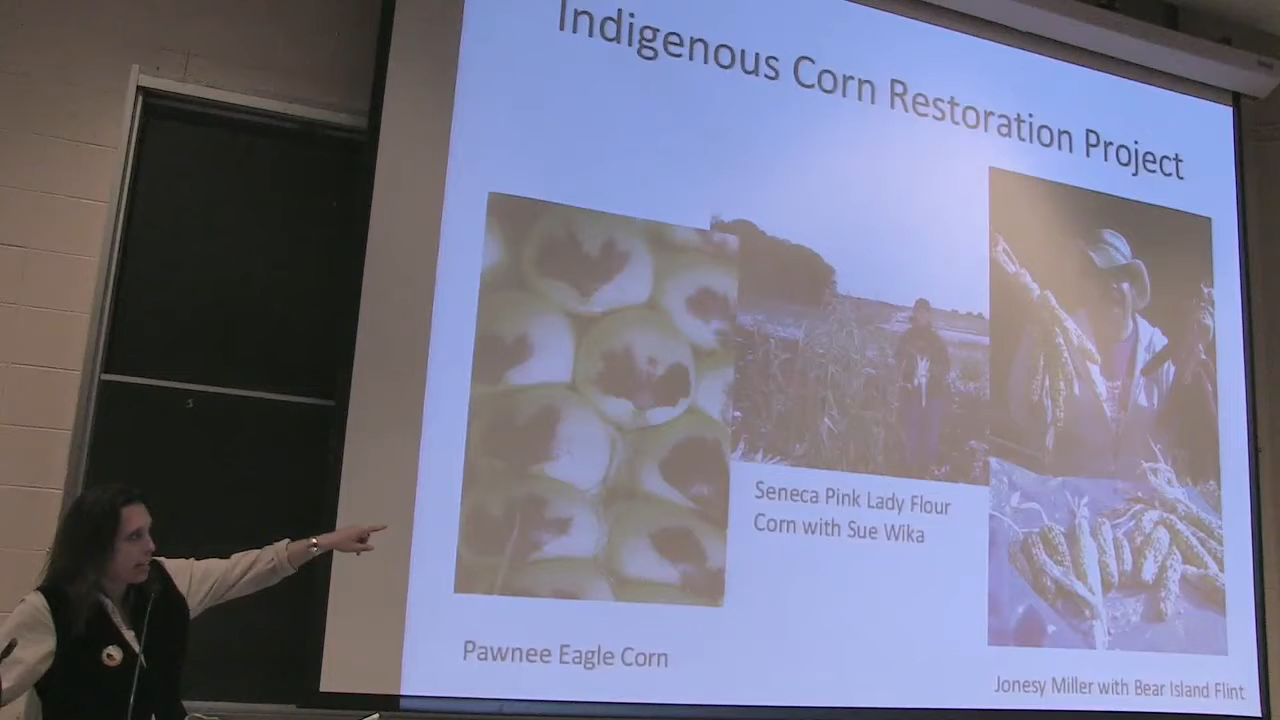 Indigenous Corn Restoration Project
Seneca Pink Lady Flour
Corn with Sue Wika
Pawnee Eagle Corn
Jonesy Miller with Bear Island Flint